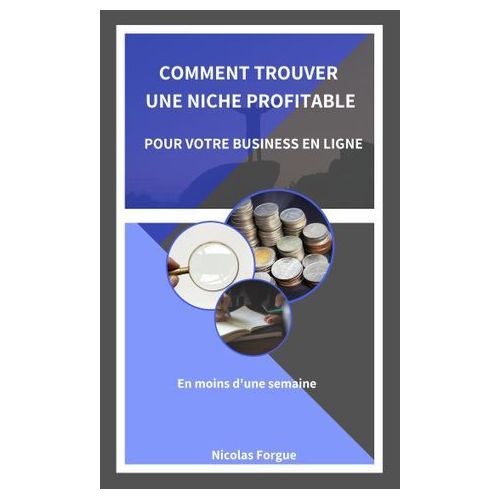 COMMENT TROUVER
UNE NICHE PROFITABLE
POUR VOTRE BUSINESS EN LIGNE
En moins d'une semaine
Nicolas Forgue